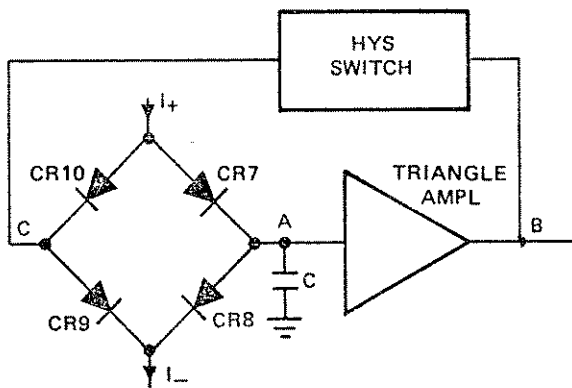 HYS
SWITCH
I+
CR10
CR7
TRIANGLE
AMPL
C
A
B
C
CR9
CR8
I−